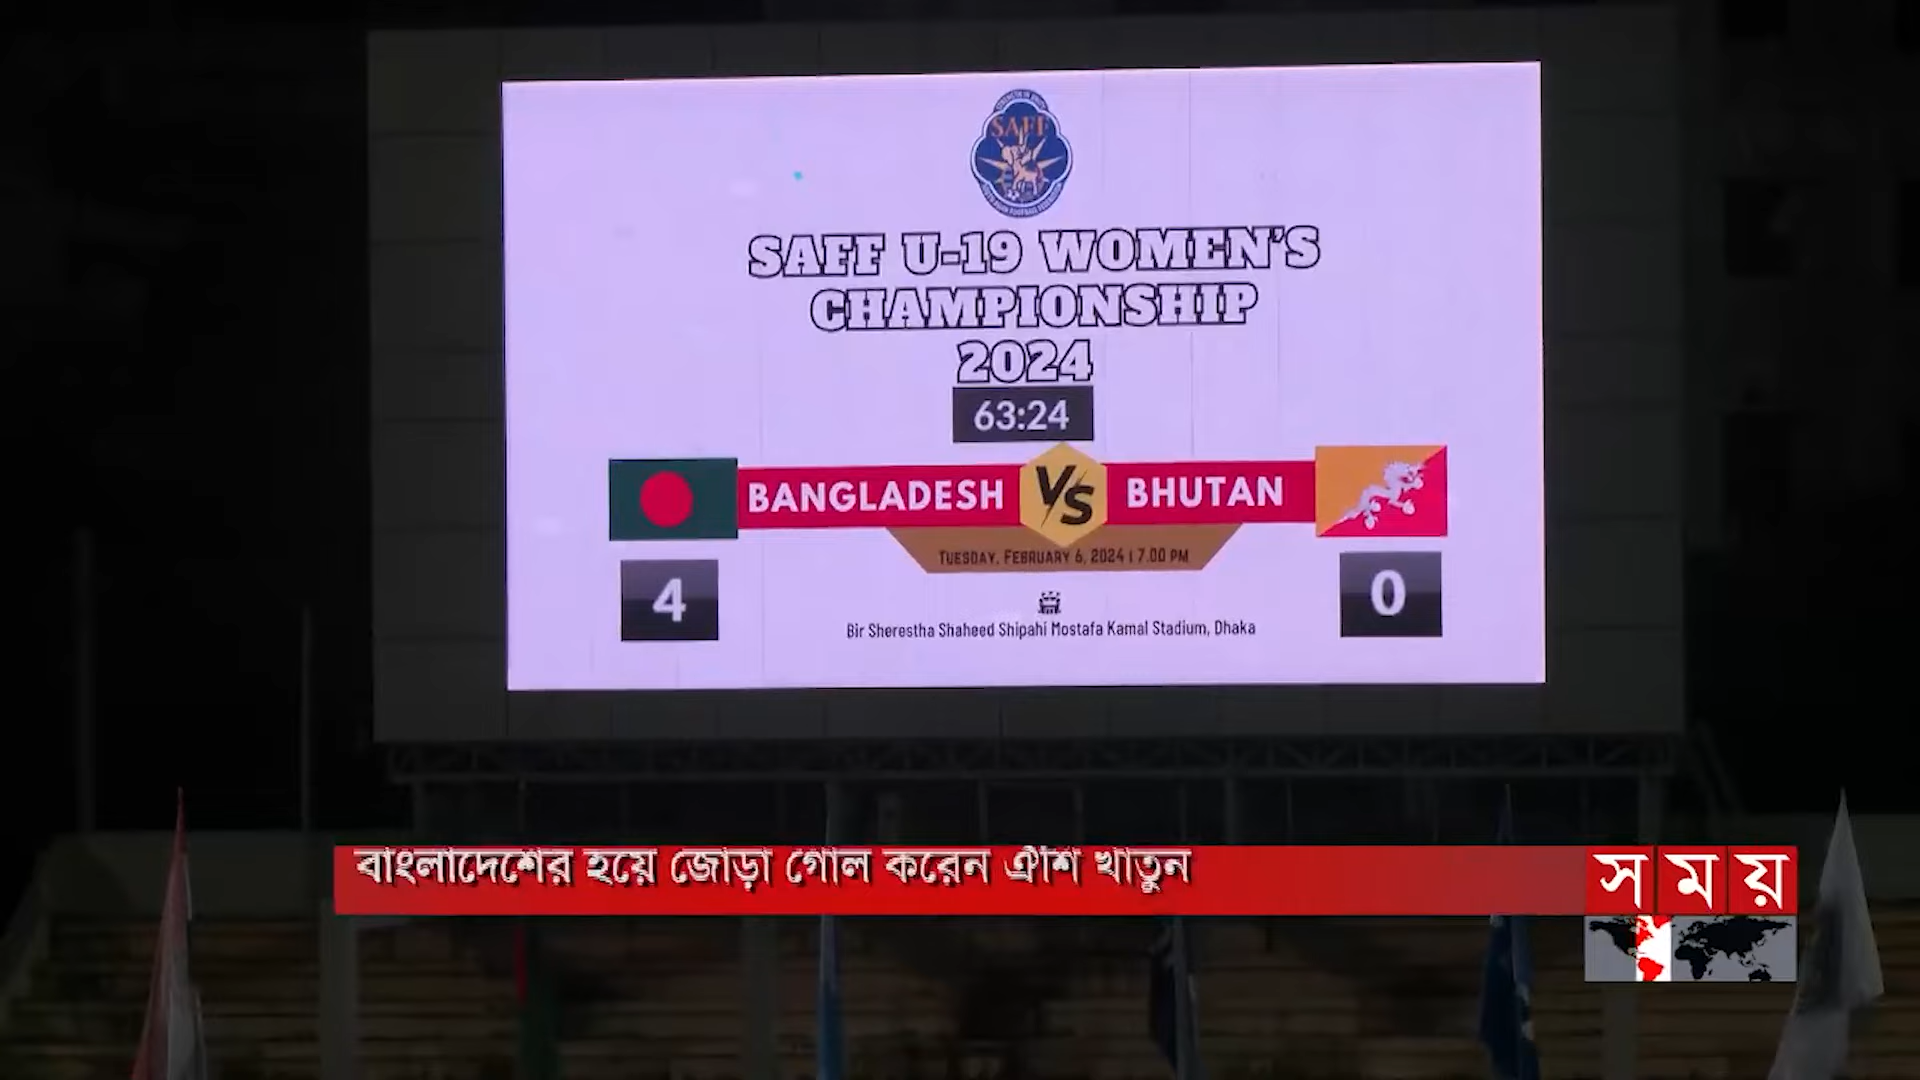 SAFF
SAFF U-19 WOMEN'S
CHAMPIONSHIP
2024
63:24
BANGLADESH VS BHUTAN
TUESDAY, FEBRUARY 6, 2024 | 7.00 PM
4 0
Bir Sherestha Shaheed Shipahi Mostafa Kamal Stadium, Dhaka
বাংলাদেশের হয়ে জোড়া গোল করেন ঐশি খাতুন
সময়